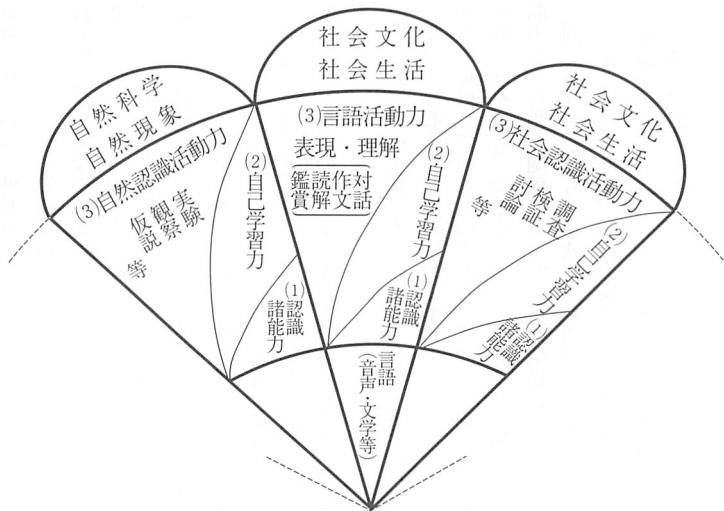 自然科学
自然現象
(3)自然認識活動力
実験
観察
仮説
等
(2)自己学習力
(1)認識
諸能力
社会文化
社会生活
(3)言語活動力
表現・理解
対話
作文
読解
鑑賞
(2)自己学習力
(1)認識
諸能力
言語
(音声・文学等)
社会文化
社会生活
(3)社会認識活動力
調査
検証
討論
等
(2)自己学習力
(1)認識
諸能力